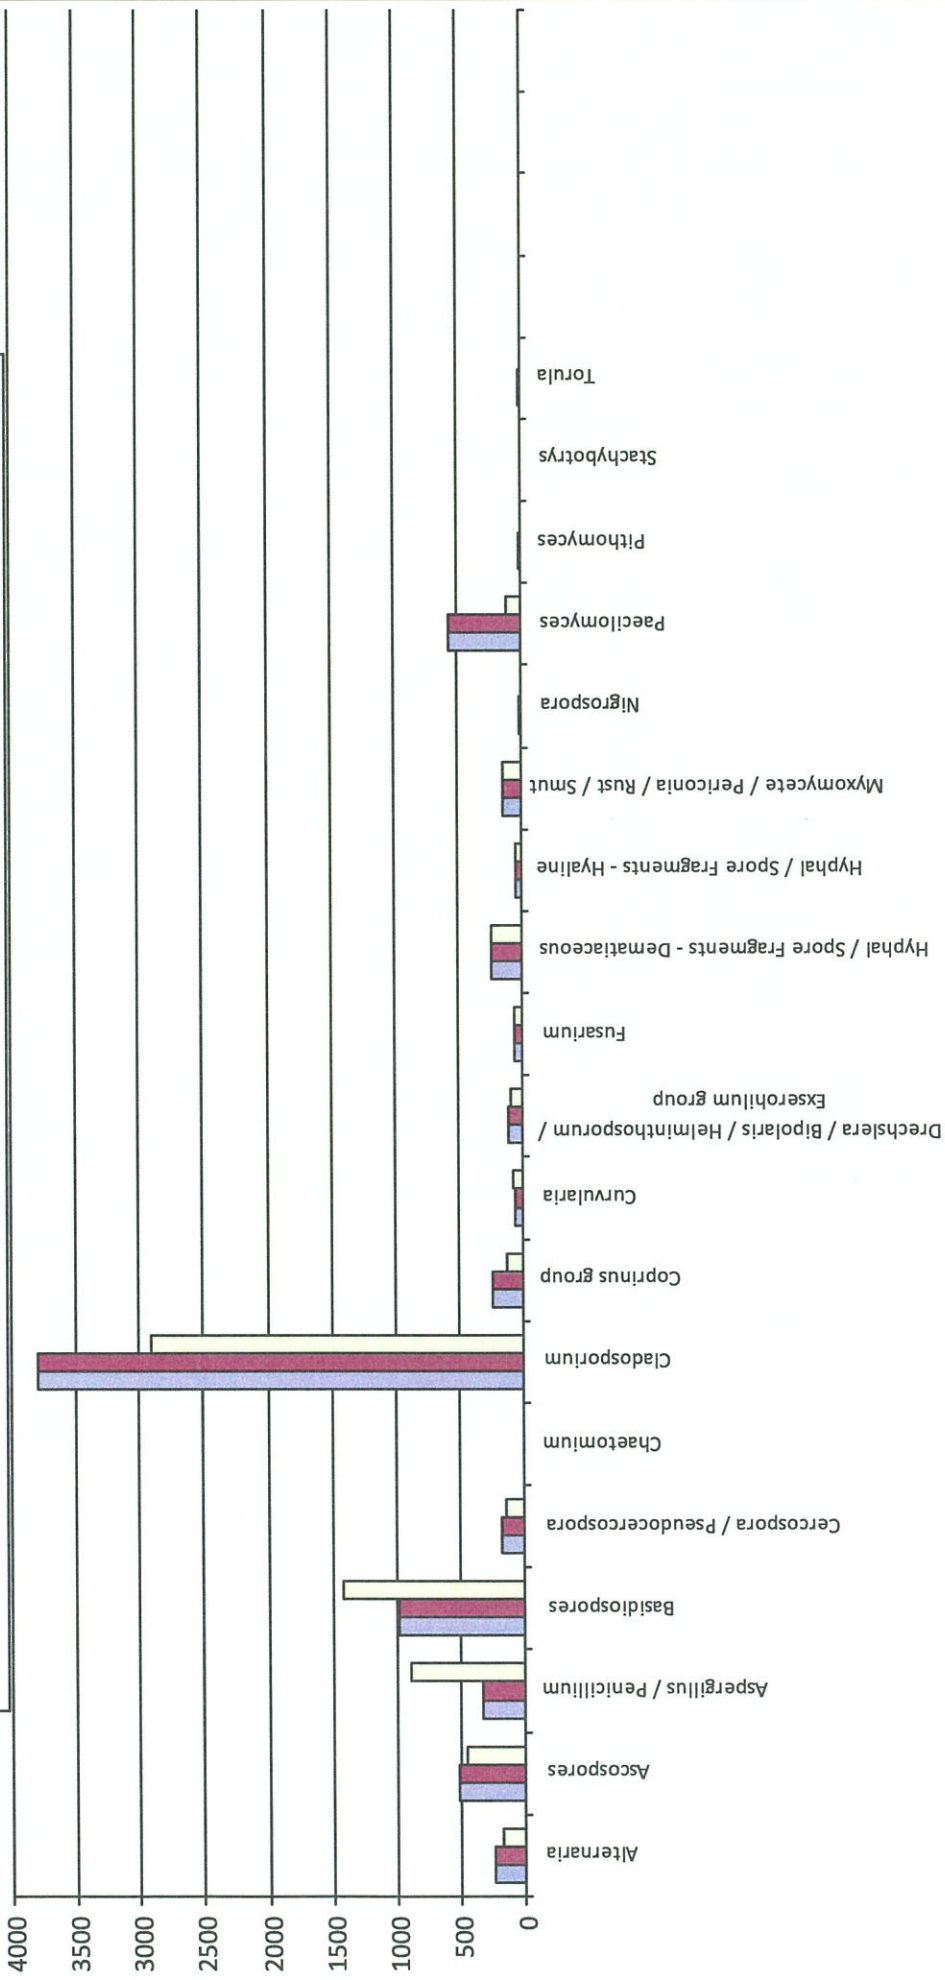 4000
3500
3000
2500
2000
1500
1000
500
0
Alternaria
Ascospores
Aspergillus / Penicillium
Basidiospores
Cercospora / Pseudocercospora
Chaetomium
Cladosporium
Coprinus group
Curvularia
Drechslera / Bipolaris / Helminthosporum /
Exserohilum group
Fusarium
Hyphal / Spore Fragments - Dematiaceous
Hyphal / Spore Fragments - Hyaline
Myxomycete / Periconia / Rust / Smut
Nigrospora
Paecilomyces
Pithomyces
Stachybotrys
Torula